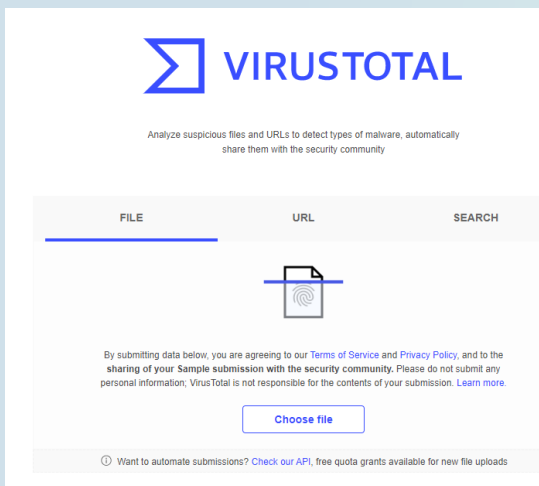 VIRUSTOTAL
Analyze suspicious files and URLs to detect types of malware, automatically
share them with the security community
FILE URL SEARCH
By submitting data below, you are agreeing to our Terms of Service and Privacy Policy, and to the
sharing of your Sample submission with the security community. Please do not submit any
personal information; VirusTotal is not responsible for the contents of your submission. Learn more.
Choose file
Want to automate submissions? Check our API, free quota grants available for new file uploads